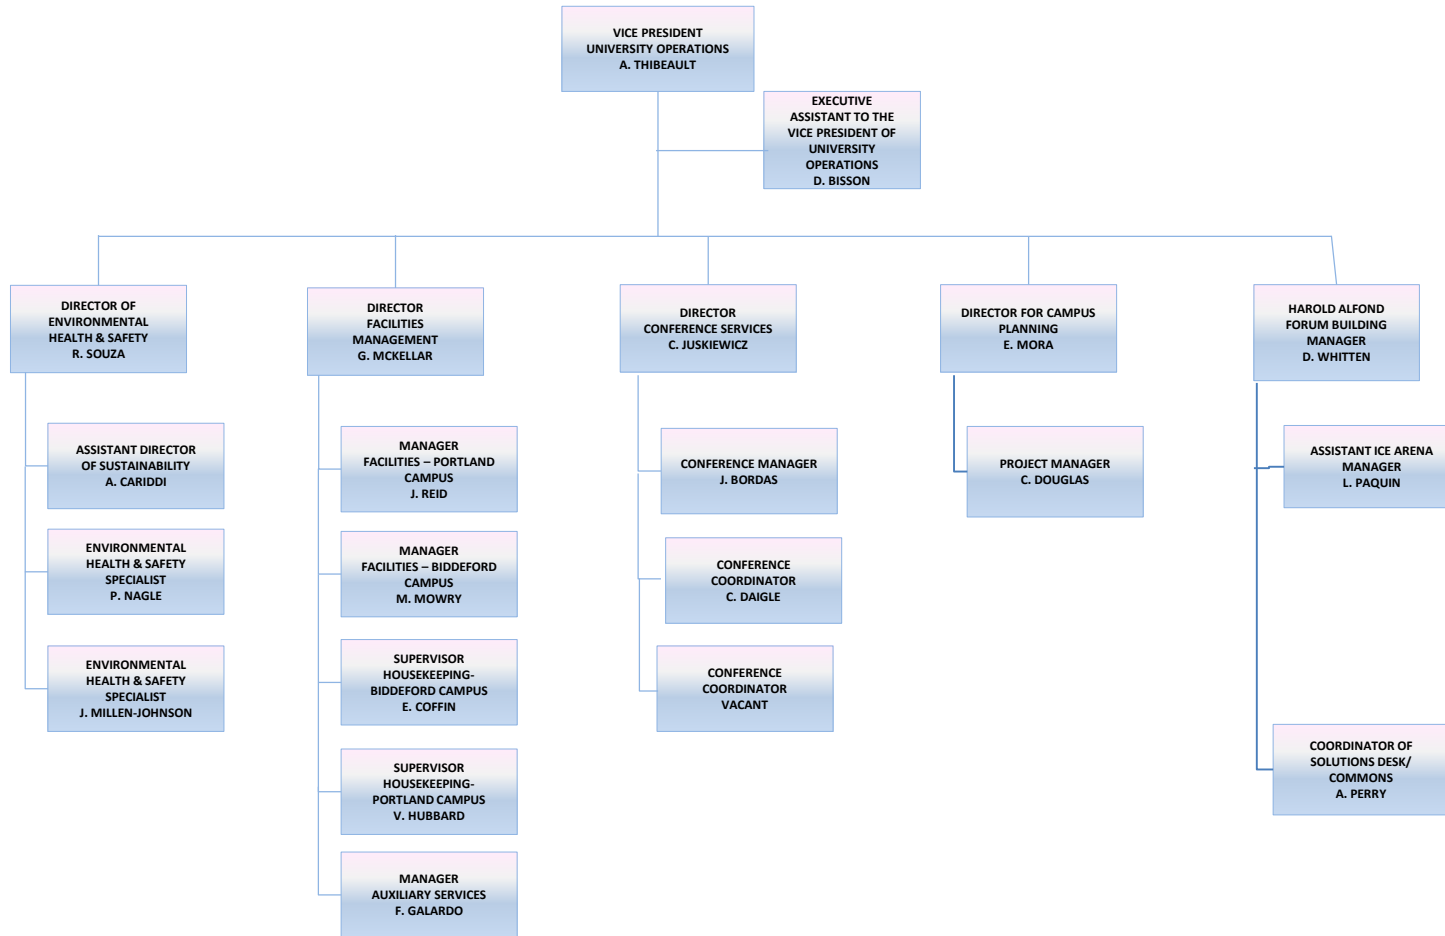 VICE PRESIDENT
UNIVERSITY OPERATIONS
A. THIBEAULT
EXECUTIVE
ASSISTANT TO THE
VICE PRESIDENT OF
UNIVERSITY
OPERATIONS
D. BISSON
DIRECTOR OF
ENVIRONMENTAL
HEALTH & SAFETY
R. SOUZA
DIRECTOR
FACILITIES
MANAGEMENT
G. MCKELLAR
DIRECTOR
CONFERENCE SERVICES
C. JUSKIEWICZ
DIRECTOR FOR CAMPUS
PLANNING
E. MORA
HAROLD ALFOND
FORUM BUILDING
MANAGER
D. WHITTEN
ASSISTANT DIRECTOR
OF SUSTAINABILITY
A. CARIDDI
ENVIRONMENTAL
HEALTH & SAFETY
SPECIALIST
P. NAGLE
ENVIRONMENTAL
HEALTH & SAFETY
SPECIALIST
J. MILLEN-JOHNSON
MANAGER
FACILITIES – PORTLAND
CAMPUS
J. REID
MANAGER
FACILITIES – BIDDEFORD
CAMPUS
M. MOWRY
SUPERVISOR
HOUSEKEEPING-
BIDDEFORD CAMPUS
E. COFFIN
SUPERVISOR
HOUSEKEEPING-
PORTLAND CAMPUS
V. HUBBARD
MANAGER
AUXILIARY SERVICES
F. GALARDO
CONFERENCE MANAGER
J. BORDAS
CONFERENCE
COORDINATOR
C. DAIGLE
CONFERENCE
COORDINATOR
VACANT
PROJECT MANAGER
C. DOUGLAS
ASSISTANT ICE ARENA
MANAGER
L. PAQUIN
COORDINATOR OF
SOLUTIONS DESK/
COMMONS
A. PERRY